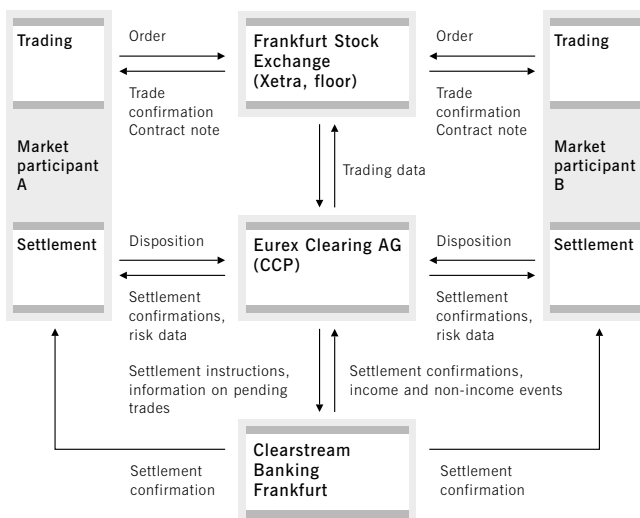 Trading
Order
Frankfurt Stock
Exchange
(Xetra, floor)
Order
Trading
Trade
confirmation
Contract note
Trade
confirmation
Contract note
Market
participant
A
Trading data
Market
participant
B
Settlement
Disposition
Eurex Clearing AG
(CCP)
Disposition
Settlement
Settlement
confirmations,
risk data
Settlement
confirmations,
risk data
Settlement instructions,
information on pending
trades
Settlement confirmations,
income and non-income events
Clearstream
Banking
Frankfurt
Settlement
confirmation
Settlement
confirmation